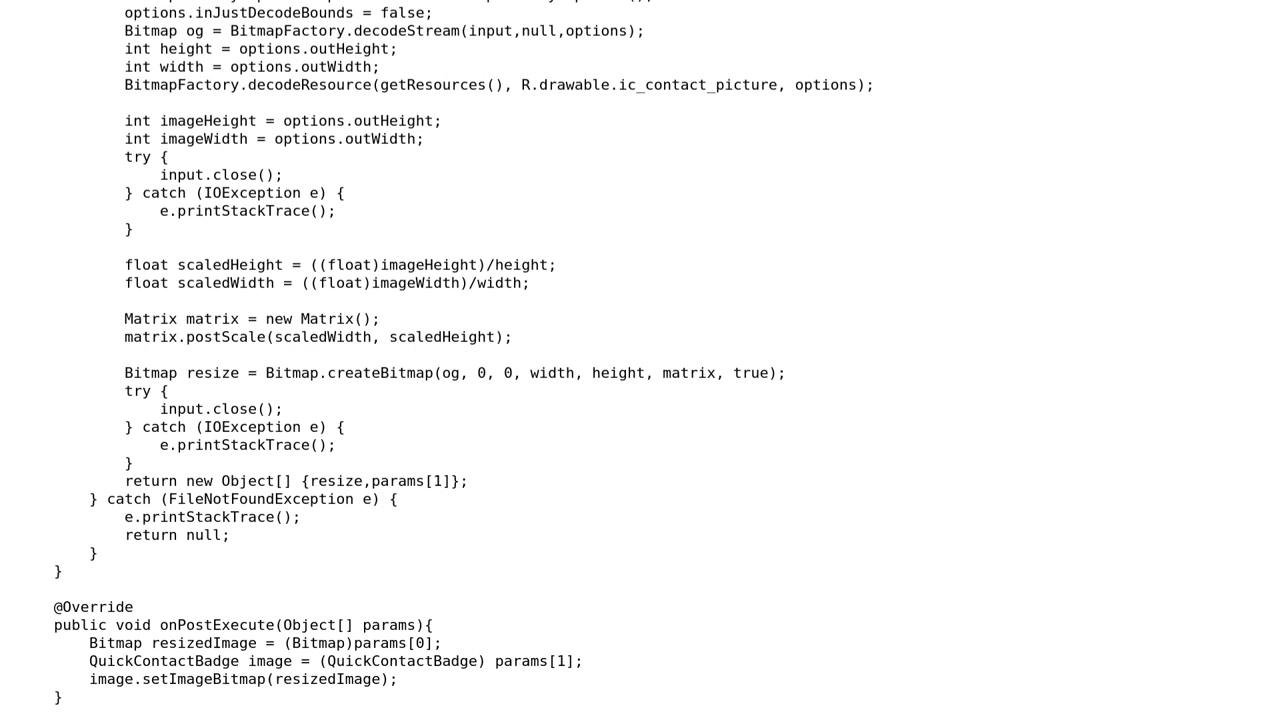 options.inJustDecodeBounds = false;
Bitmap og = BitmapFactory.decodeStream(input,null,options);
int height = options.outHeight;
int width = options.outWidth;
BitmapFactory.decodeResource(getResources(), R.drawable.ic_contact_picture, options);
int imageHeight = options.outHeight;
int imageWidth = options.outWidth;
try {
input.close();
} catch (IOException e) {
e.printStackTrace();
}
float scaledHeight = ((float)imageHeight)/height;
float scaledWidth = ((float)imageWidth)/width;
Matrix matrix = new Matrix();
matrix.postScale(scaledWidth, scaledHeight);
Bitmap resize = Bitmap.createBitmap(og, 0, 0, width, height, matrix, true);
try {
input.close();
} catch (IOException e) {
e.printStackTrace();
}
return new Object[] {resize,params[1]};
} catch (FileNotFoundException e) {
e.printStackTrace();
return null;
}
}
@Override
public void onPostExecute(Object[] params){
Bitmap resizedImage = (Bitmap)params[0];
QuickContactBadge image = (QuickContactBadge) params[1];
image.setImageBitmap(resizedImage);
}